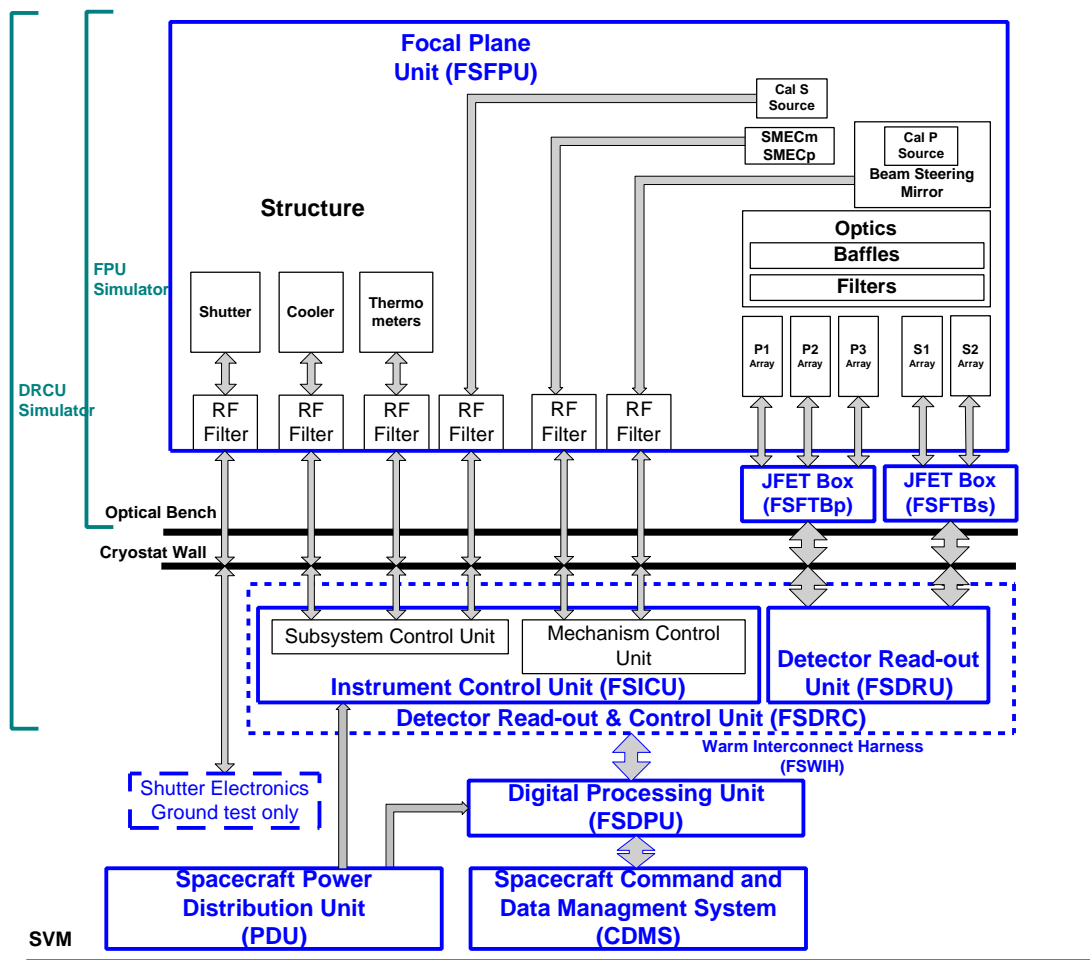 Focal Plane
Unit (FSFPU)
Cal S
Source
SMECm
SMECp
Cal P
Source
Beam Steering
Mirror
Structure
Optics
Baffles
Filters
FPU
Simulator
Shutter
Cooler
Thermo
meters
P1
Array
P2
Array
P3
Array
S1
Array
S2
Array
DRCU
Simulator
RF
Filter
RF
Filter
RF
Filter
RF
Filter
RF
Filter
RF
Filter
JFET Box
(FSFTBp)
JFET Box
(FSFTBs)
Optical Bench
Cryostat Wall
Subsystem Control Unit
Mechanism Control
Unit
Instrument Control Unit (FSICU)
Detector Read-out
Unit (FSDRU)
Detector Read-out & Control Unit (FSDRC)
Warm Interconnect Harness
(FSWIH)
Shutter Electronics
Ground test only
Digital Processing Unit
(FSDPU)
Spacecraft Power
Distribution Unit
(PDU)
Spacecraft Command and
Data Managment System
(CDMS)
SVM